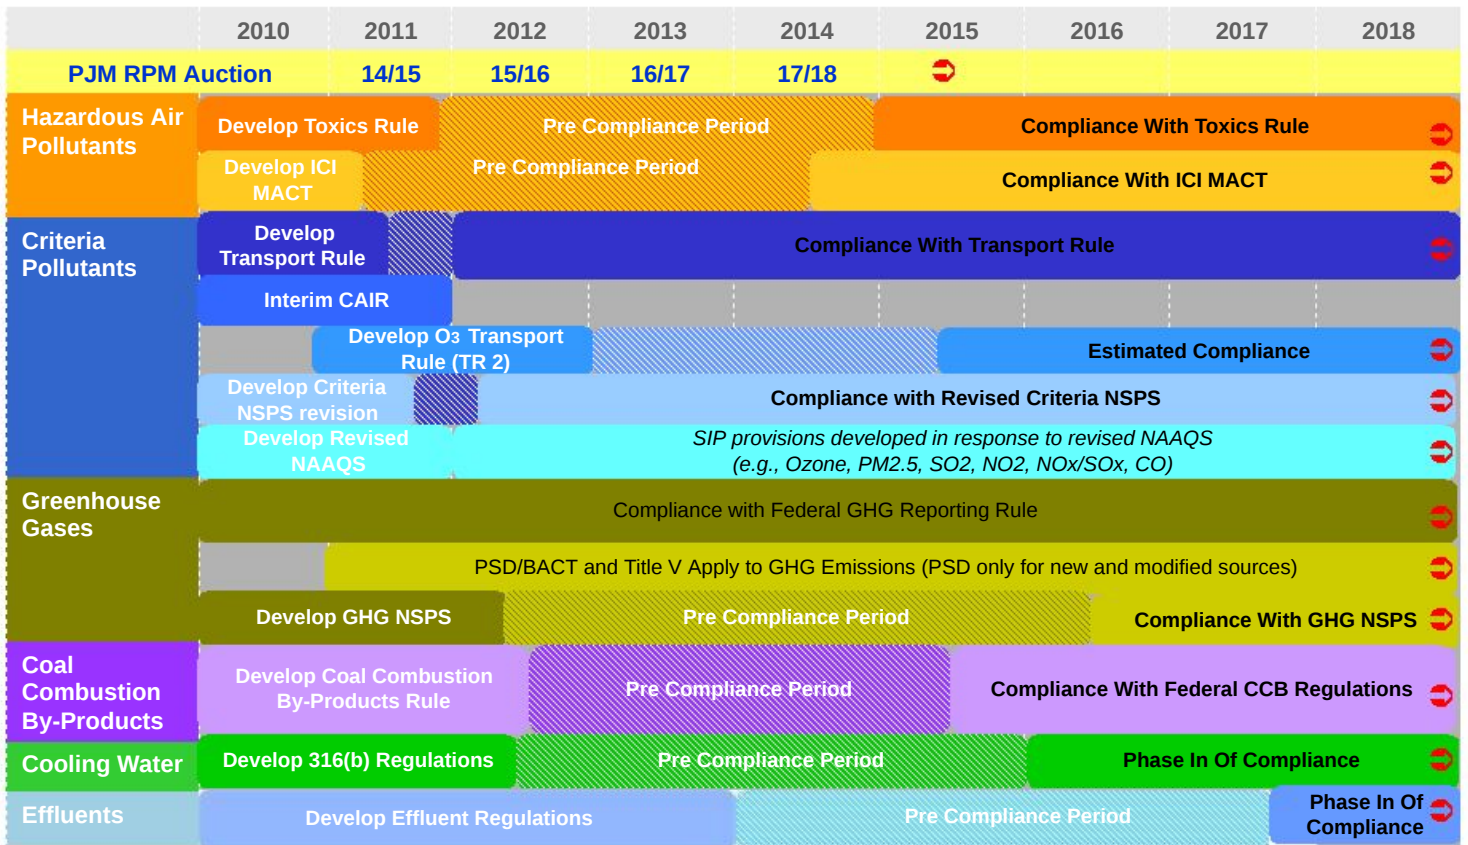 2010 2011 2012 2013 2014 2015 2016 2017 2018
PJM RPM Auction 14/15 15/16 16/17 17/18
Hazardous Air
Pollutants
Develop Toxics Rule Pre Compliance Period Compliance With Toxics Rule
Develop ICI
MACT
Pre Compliance Period
Compliance With ICI MACT
Criteria
Pollutants
Develop
Transport Rule
Compliance With Transport Rule
Interim CAIR
Develop O3 Transport
Rule (TR 2)
Estimated Compliance
Develop Criteria
NSPS revision
Compliance with Revised Criteria NSPS
Develop Revised
NAAQS
SIP provisions developed in response to revised NAAQS
(e.g., Ozone, PM2.5, SO2, NO2, NOx/SOx, CO)
Greenhouse
Gases
Compliance with Federal GHG Reporting Rule
PSD/BACT and Title V Apply to GHG Emissions (PSD only for new and modified sources)
Develop GHG NSPS Pre Compliance Period Compliance With GHG NSPS
Coal
Combustion
By-Products
Develop Coal Combustion
By-Products Rule
Pre Compliance Period
Compliance With Federal CCB Regulations
Cooling Water
Develop 316(b) Regulations Pre Compliance Period Phase In Of Compliance
Effluents
Develop Effluent Regulations Pre Compliance Period
Phase In Of
Compliance